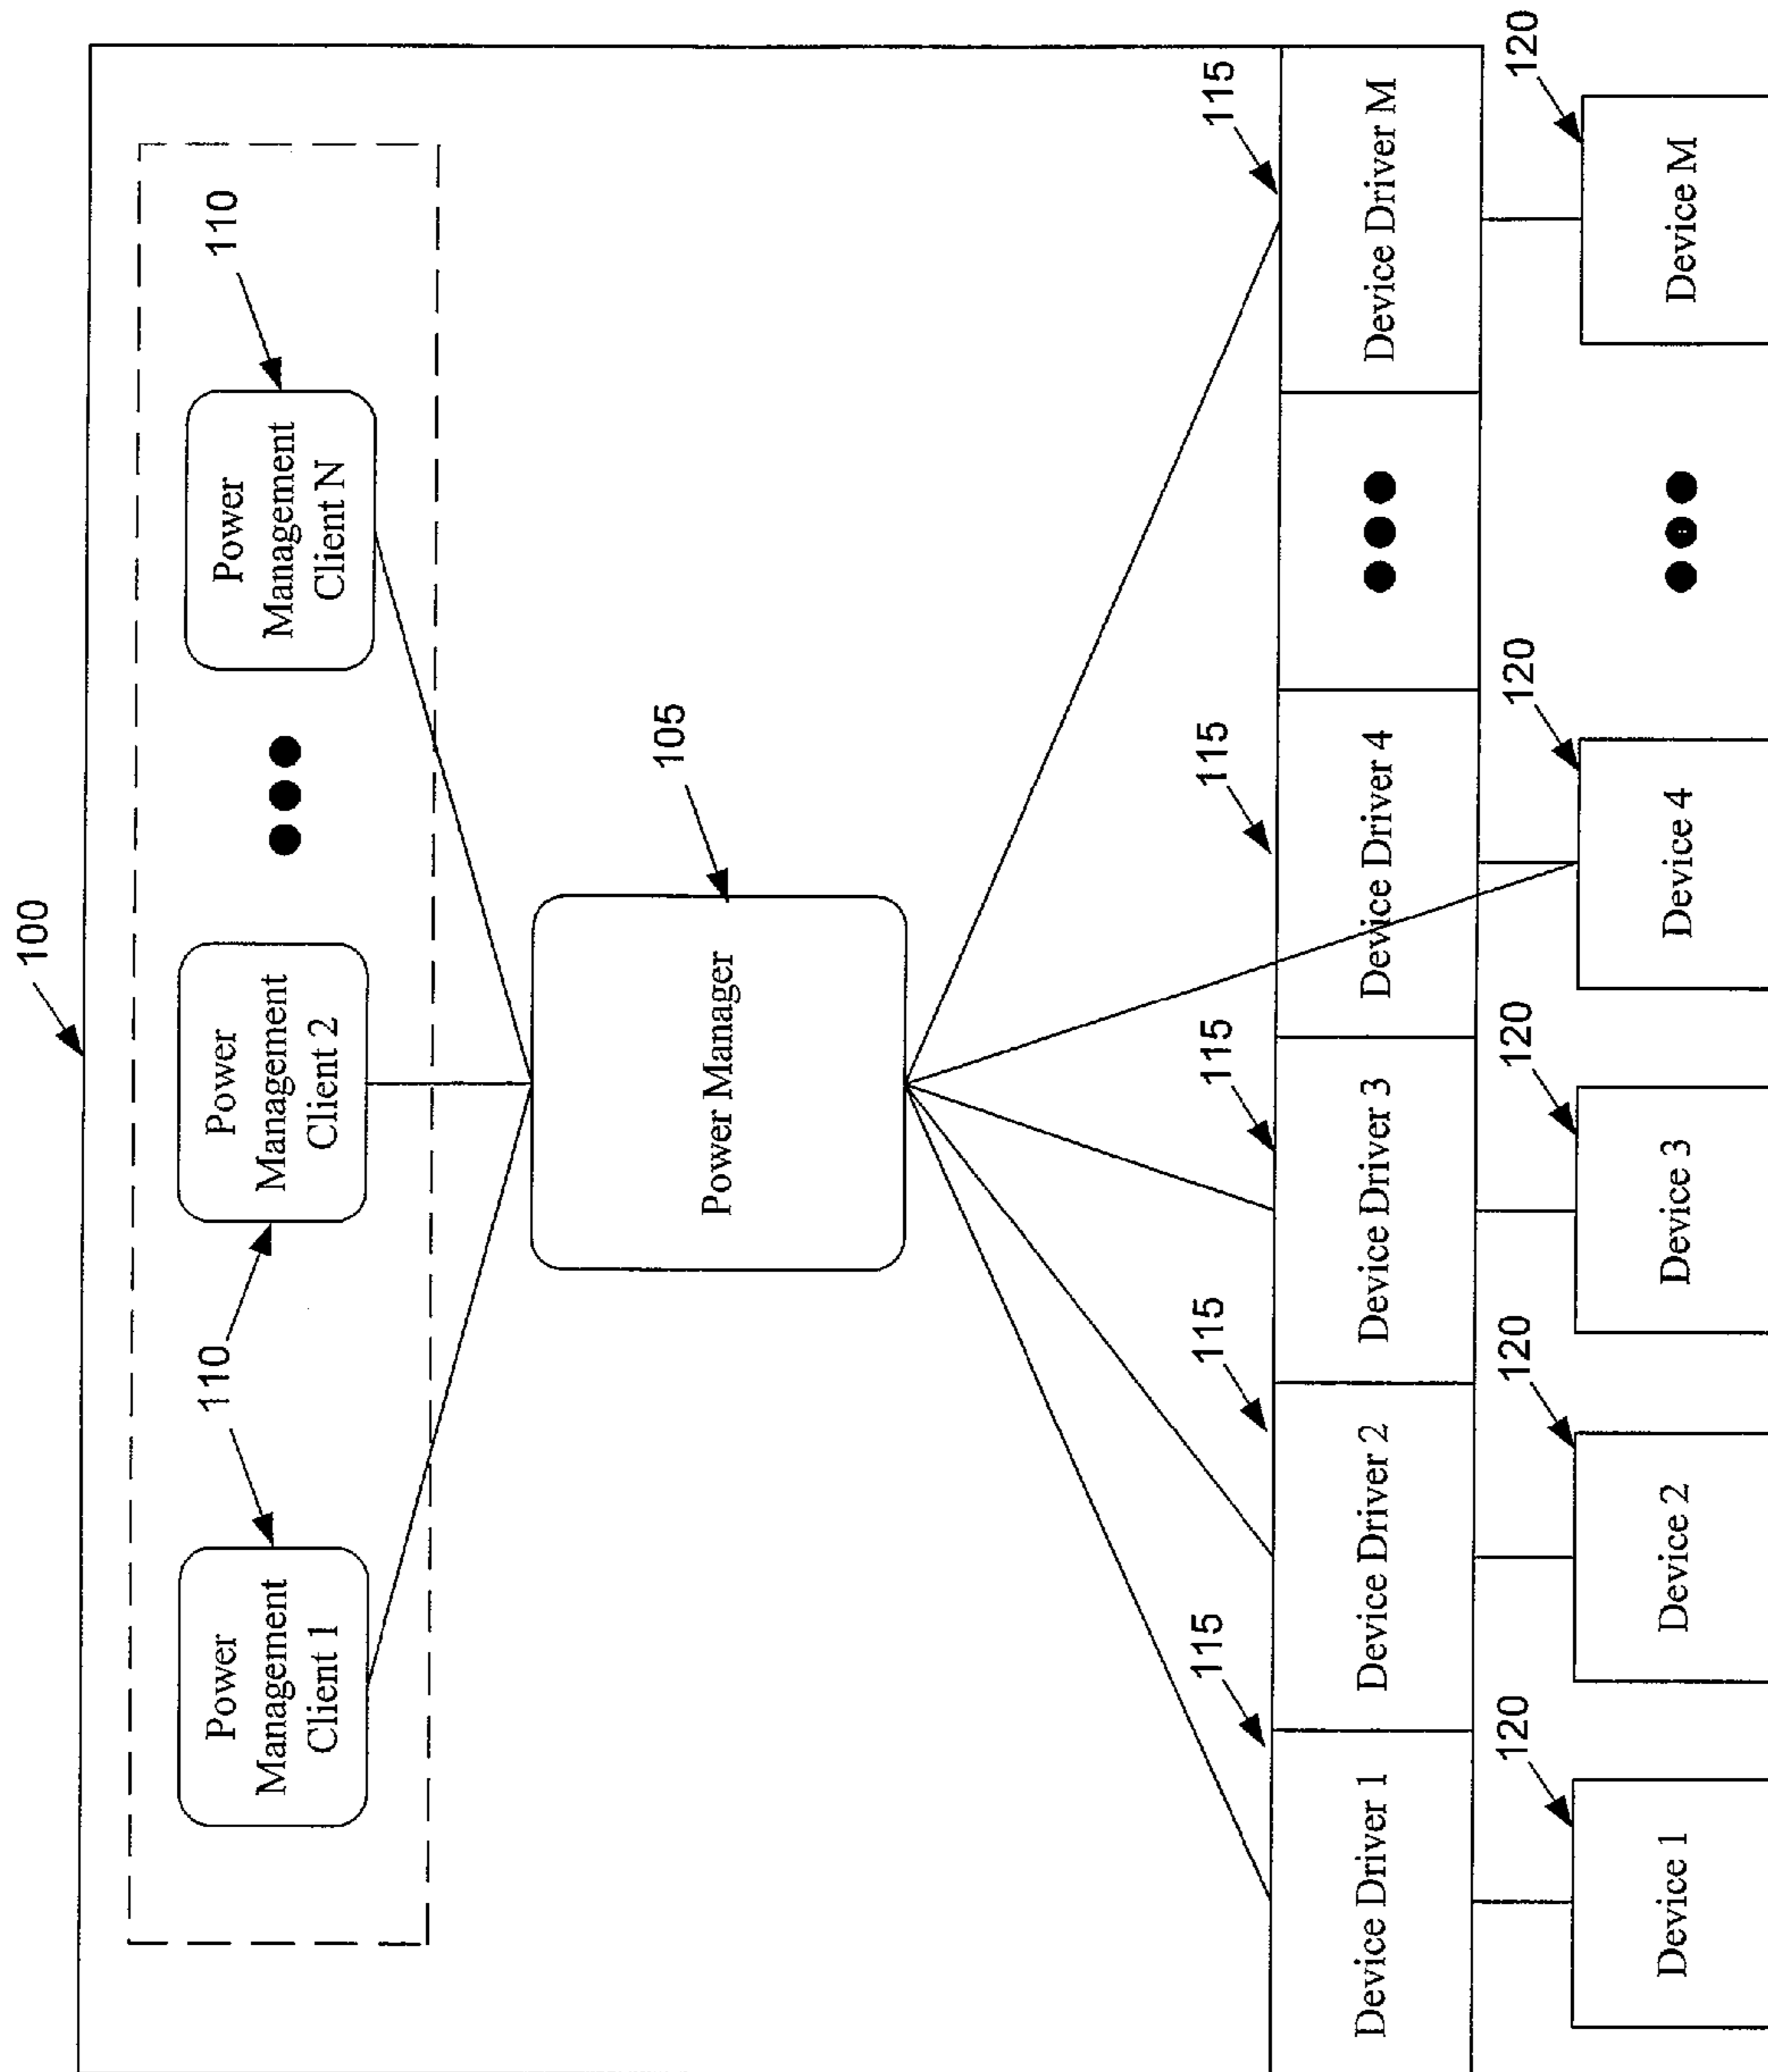 100
110
110
Power
Management
Client 1
Power
Management
Client 2
Power
Management
Client N
105
Power Manager
115
115
115
115
115
Device Driver 1
Device Driver 2
Device Driver 3
Device Driver 4
Device Driver M
120
120
120
120
120
Device 1
Device 2
Device 3
Device 4
Device M